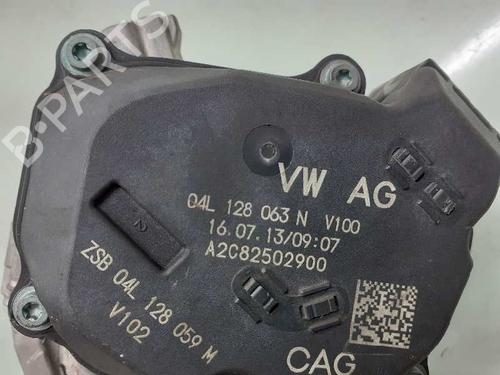 B-PARTS
VW AG
04L 128 063 N V100
16.07.13/09:07
A2C82502900
ZSB 04L 128 059 M
V102
CAG
2